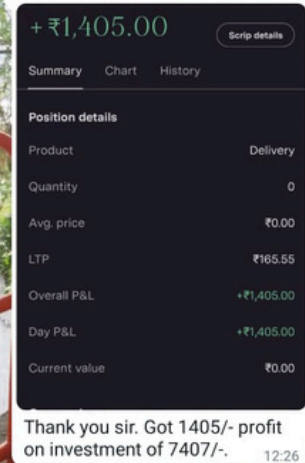 +₹1,405.00
Scrip details
Summary Chart History
Position details
Product Delivery
Quantity 0
Avg. price ₹0.00
LTP ₹165.55
Overall P&L +₹1,405.00
Day P&L +₹1,405.00
Current value ₹0.00
Thank you sir. Got 1405/- profit
on investment of 7407/-. 12:26